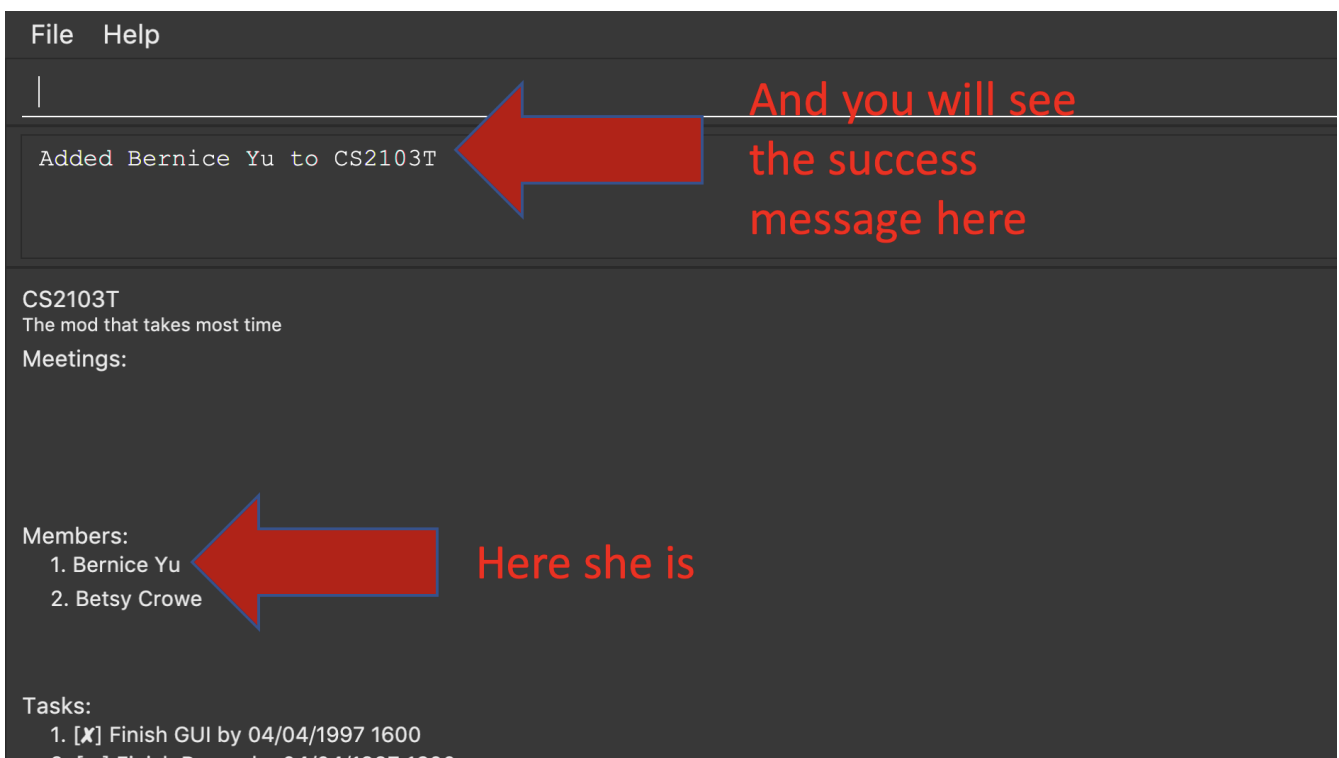 File Help
And you will see
the success
message here
Added Bernice Yu to CS2103T
CS2103T
The mod that takes most time
Meetings:
Members:
1. Bernice Yu
Here she is
2. Betsy Crowe
Tasks:
1. [✗] Finish GUI by 04/04/1997 1600